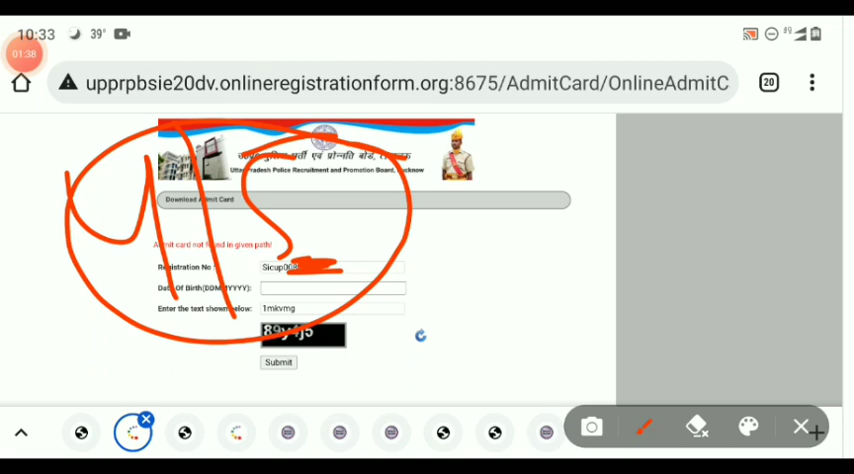 10:33 39°
01:38
upprpbsie20dv.onlineregistrationform.org:8675/AdmitCard/OnlineAdmitC 20
उत्तर प्रदेश पुलिस भर्ती एवं प्रोन्नति बोर्ड, लखनऊ
Uttar Pradesh Police Recruitment and Promotion Board, Lucknow
Download Admit Card
Admit card not found in given path!
Registration No : Sicup00
Date Of Birth(DDMMYYYY):
Enter the text shown below: 1mkvmg
89y4j5
Submit